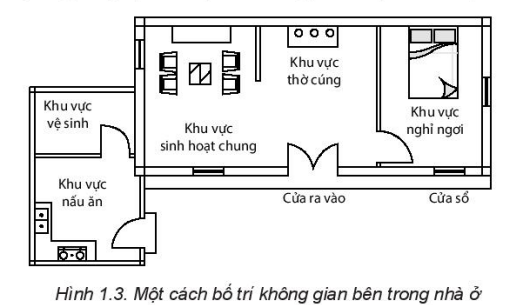 Khu vực
thờ cúng
Khu vực
vệ sinh
Khu vực
sinh hoạt chung
Khu vực
nghỉ ngơi
Khu vực
nấu ăn
Cửa ra vào
Cửa sổ
Hình 1.3. Một cách bố trí không gian bên trong nhà ở